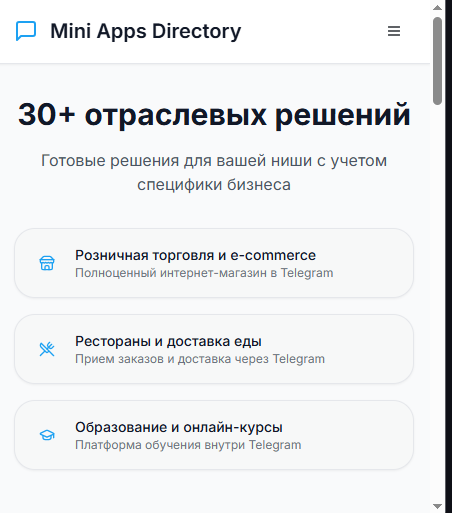 Mini Apps Directory
30+ отраслевых решений
Готовые решения для вашей ниши с учетом
специфики бизнеса
Розничная торговля и e-commerce
Полноценный интернет-магазин в Telegram
Рестораны и доставка еды
Прием заказов и доставка через Telegram
Образование и онлайн-курсы
Платформа обучения внутри Telegram